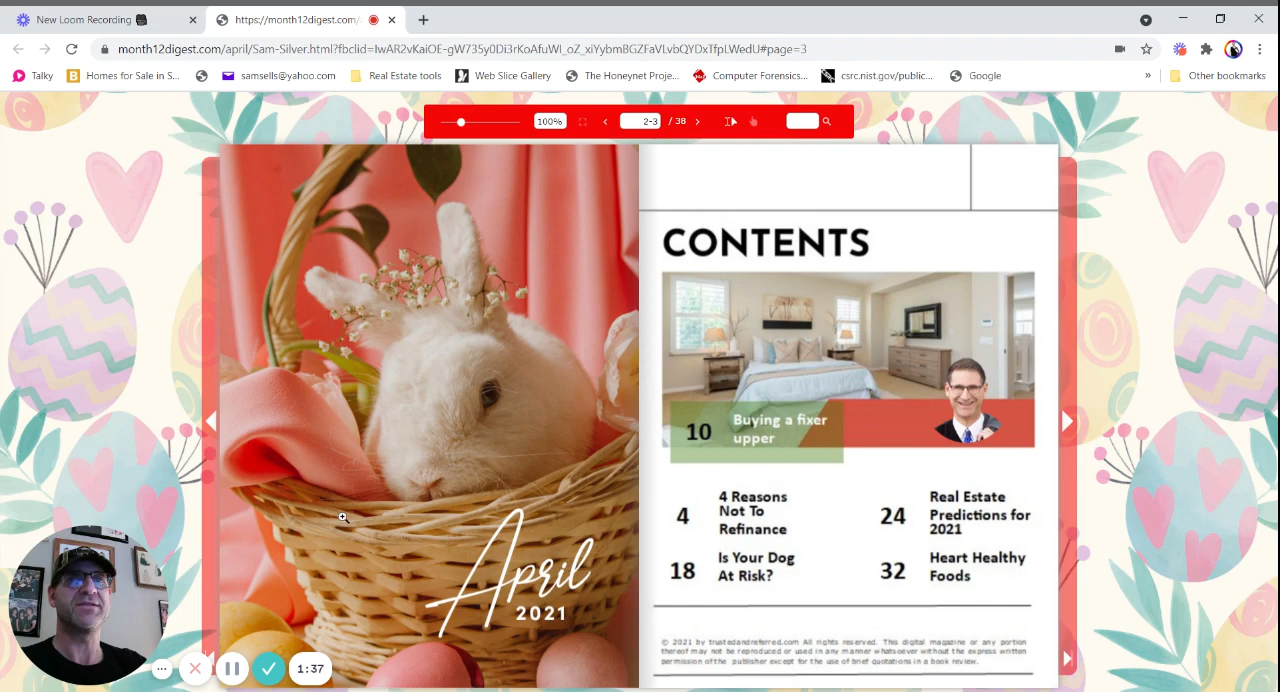 New Loom Recording
https://month12digest.com/
month12digest.com/april/Sam-Silver.html?fbclid=IwAR2vKaiOE-gW735y0Di3rKoAfuWI_oZ_xiYybmBGZFaVLvbQYDxTfpLWedU#page=3
Talky
Homes for Sale in S...
samsells@yahoo.com
Real Estate tools
Web Slice Gallery
The Honeynet Proje...
Computer Forensics...
csrc.nist.gov/public...
Google
»
Other bookmarks
100%
2-3
/ 38
CONTENTS
10
Buying a fixer
upper
4
4 Reasons
Not To
Refinance
24
Real Estate
Predictions for
2021
18
Is Your Dog
At Risk?
32
Heart Healthy
Foods
© 2021 by trustedandreferred.com All rights reserved. This digital magazine or any portion
thereof may not be reproduced or used in any manner whatsoever without the express written
permission of the publisher except for the use of brief quotations in a book review.
April
2021
1:37